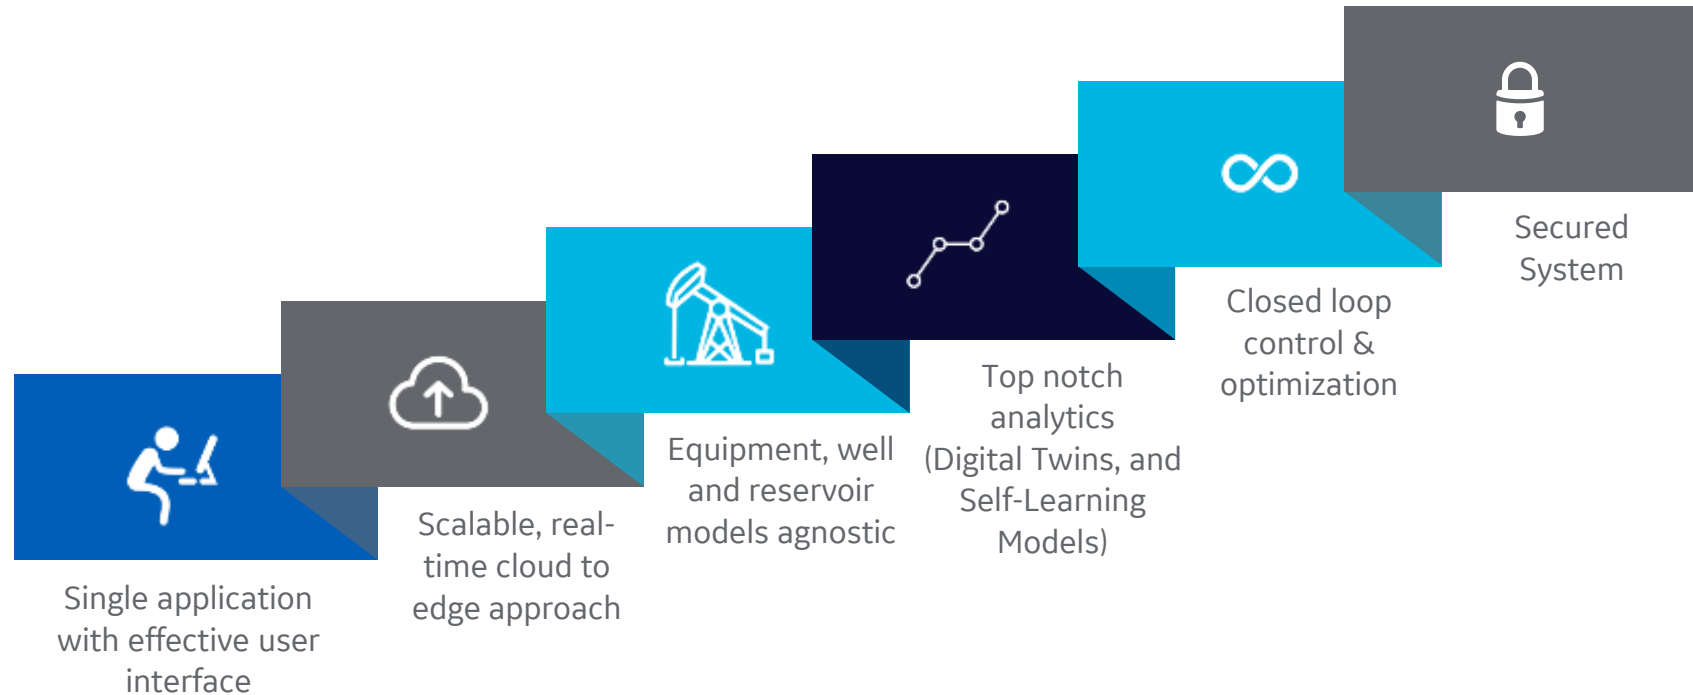 Single application
with effective user
interface
Scalable, real-
time cloud to
edge approach
Equipment, well
and reservoir
models agnostic
Top notch
analytics
(Digital Twins, and
Self-Learning
Models)
Closed loop
control &
optimization
Secured
System